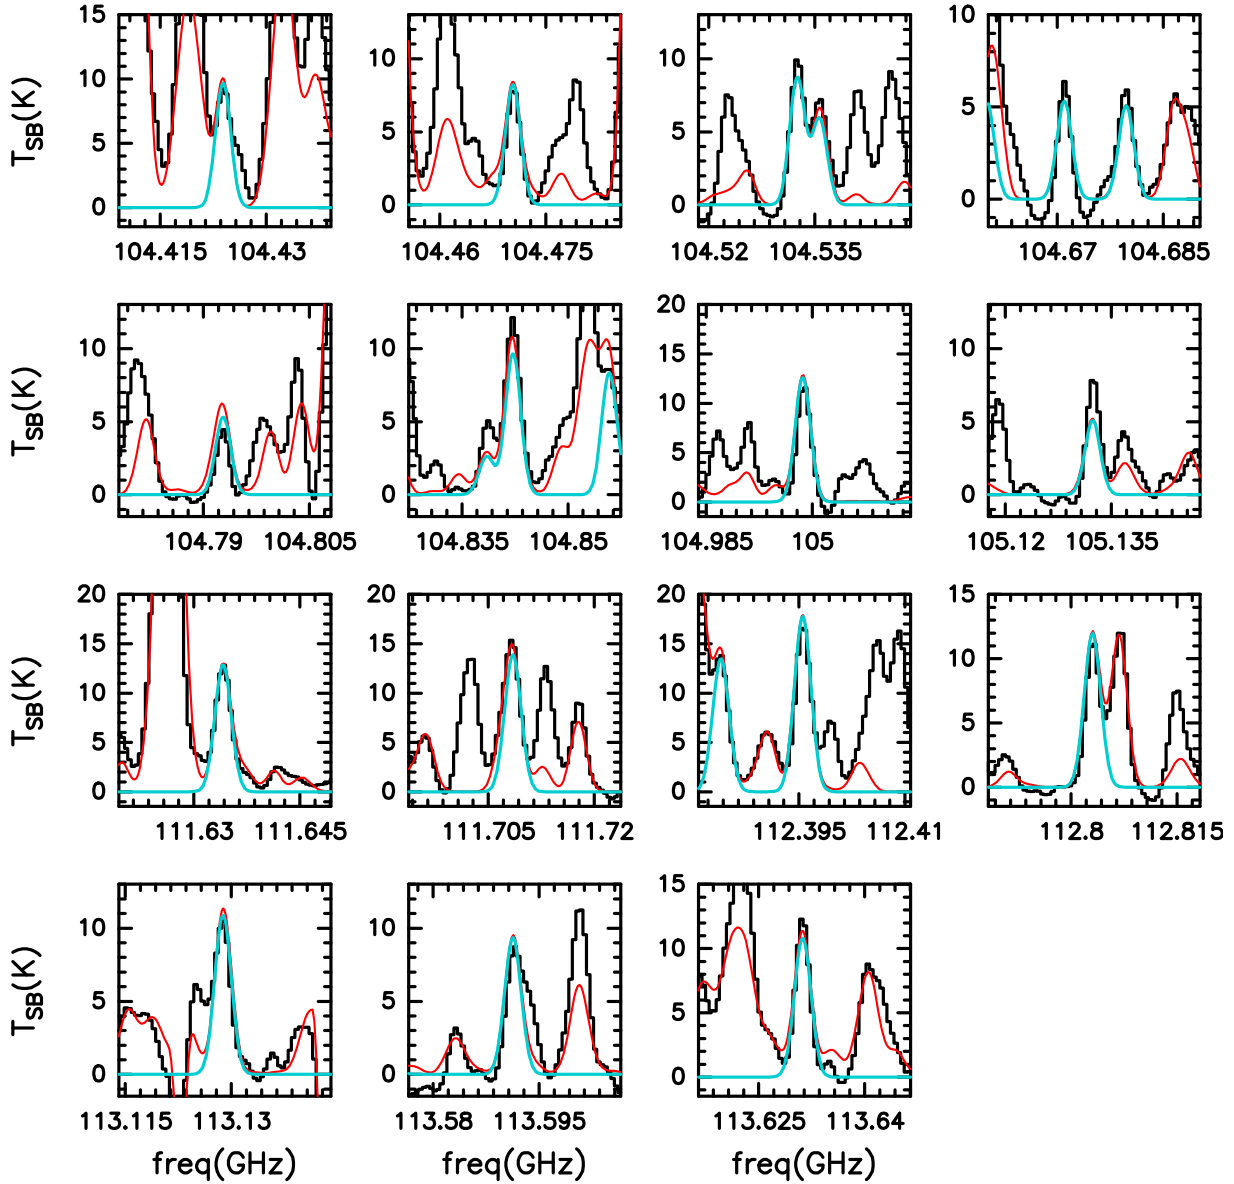 15 10 5 0 T_SB(K) 104.415 104.43
10 5 0 104.46 104.475
10 5 0 104.52 104.535
10 5 0 104.67 104.685
10 5 0 T_SB(K) 104.79 104.805
10 5 0 104.835 104.85
20 15 10 5 0 104.985 105
10 5 0 105.12 105.135
20 15 10 5 0 T_SB(K) 111.63 111.645
20 15 10 5 0 111.705 111.72
20 15 10 5 0 112.395 112.41
15 10 5 0 112.8 112.815
10 5 0 T_SB(K) 113.115 113.13 freq(GHz)
10 5 0 113.58 113.595 freq(GHz)
15 10 5 0 113.625 113.64 freq(GHz)